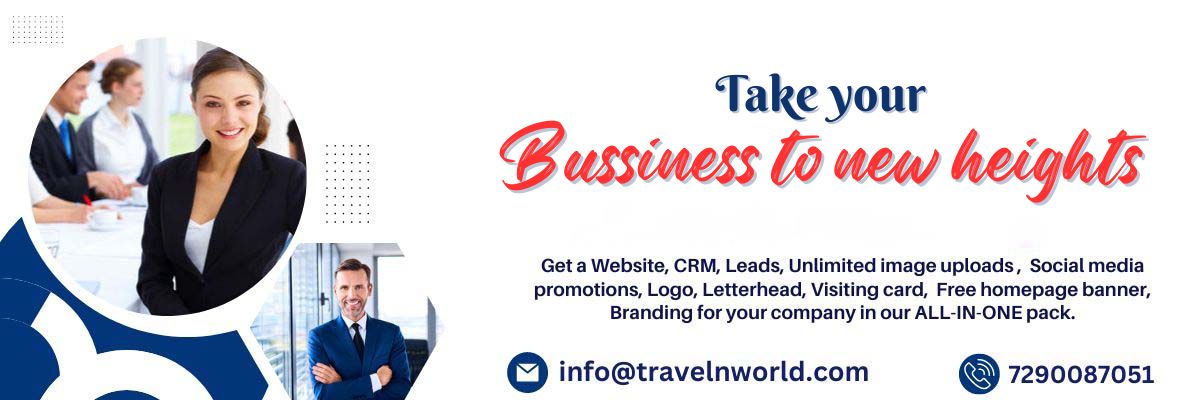 Take your
Bussiness to new heights
Get a Website, CRM, Leads, Unlimited image uploads , Social media
promotions, Logo, Letterhead, Visiting card, Free homepage banner,
Branding for your company in our ALL-IN-ONE pack.
info@travelnworld.com
7290087051